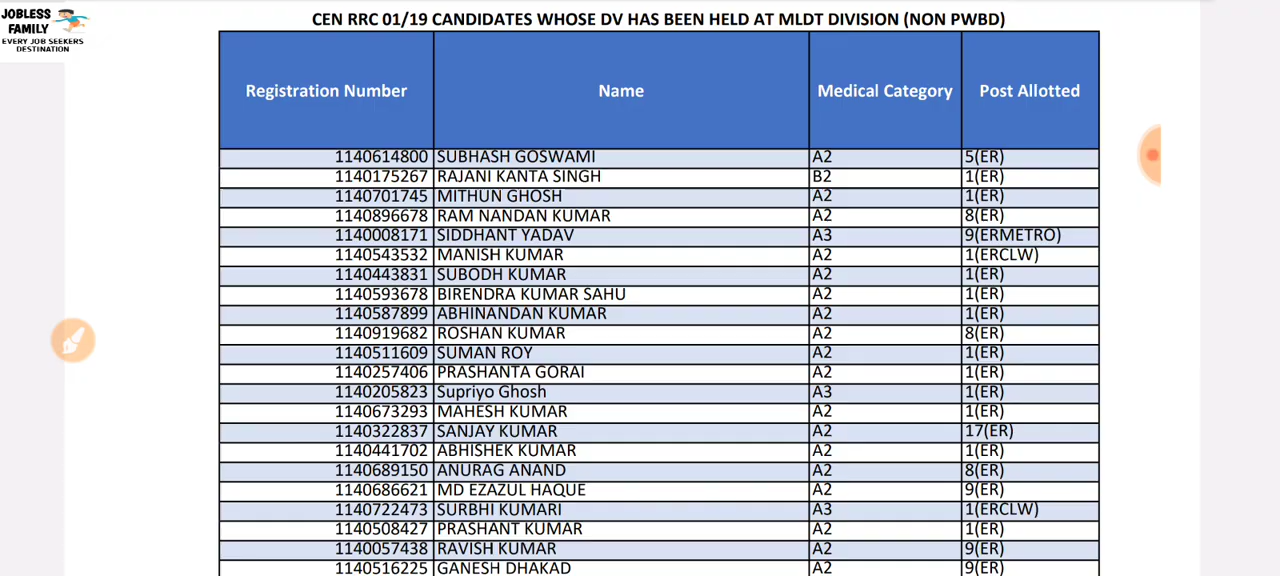 JOBLESS
FAMILY
EVERY JOB SEEKERS
DESTINATION
CEN RRC 01/19 CANDIDATES WHOSE DV HAS BEEN HELD AT MLDT DIVISION (NON PWBD)
Registration Number Name Medical Category Post Allotted
1140614800 SUBHASH GOSWAMI A2 5(ER)
1140175267 RAJANI KANTA SINGH B2 1(ER)
1140701745 MITHUN GHOSH A2 1(ER)
1140896678 RAM NANDAN KUMAR A2 8(ER)
1140008171 SIDDHANT YADAV A3 9(ERMETRO)
1140543532 MANISH KUMAR A2 1(ERCLW)
1140443831 SUBODH KUMAR A2 1(ER)
1140593678 BIRENDRA KUMAR SAHU A2 1(ER)
1140587899 ABHINANDAN KUMAR A2 1(ER)
1140919682 ROSHAN KUMAR A2 8(ER)
1140511609 SUMAN ROY A2 1(ER)
1140257406 PRASHANTA GORAI A2 1(ER)
1140205823 Supriyo Ghosh A3 1(ER)
1140673293 MAHESH KUMAR A2 1(ER)
1140322837 SANJAY KUMAR A2 17(ER)
1140441702 ABHISHEK KUMAR A2 1(ER)
1140689150 ANURAG ANAND A2 8(ER)
1140686621 MD EZAZUL HAQUE A2 9(ER)
1140722473 SURBHI KUMARI A3 1(ERCLW)
1140508427 PRASHANT KUMAR A2 1(ER)
1140057438 RAVISH KUMAR A2 9(ER)
1140516225 GANESH DHAKAD A2 9(ER)